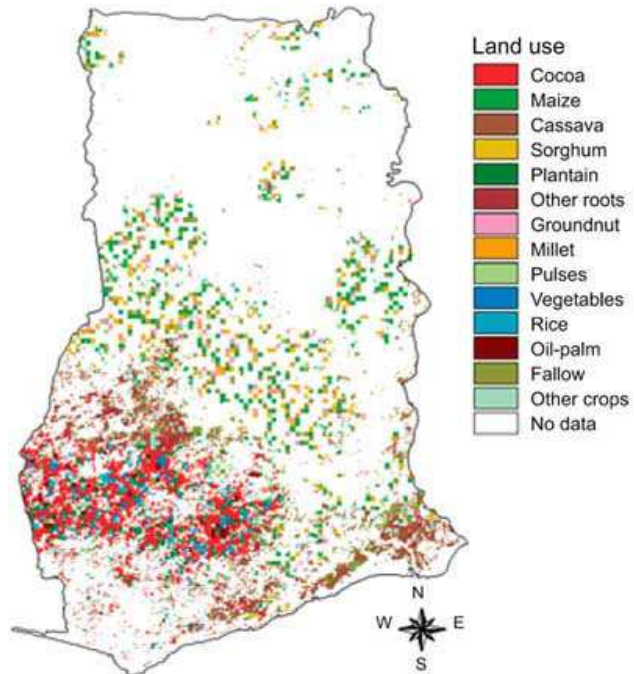 Land use
Cocoa
Maize
Cassava
Sorghum
Plantain
Other roots
Groundnut
Millet
Pulses
Vegetables
Rice
Oil-palm
Fallow
Other crops
No data
N
W E
S